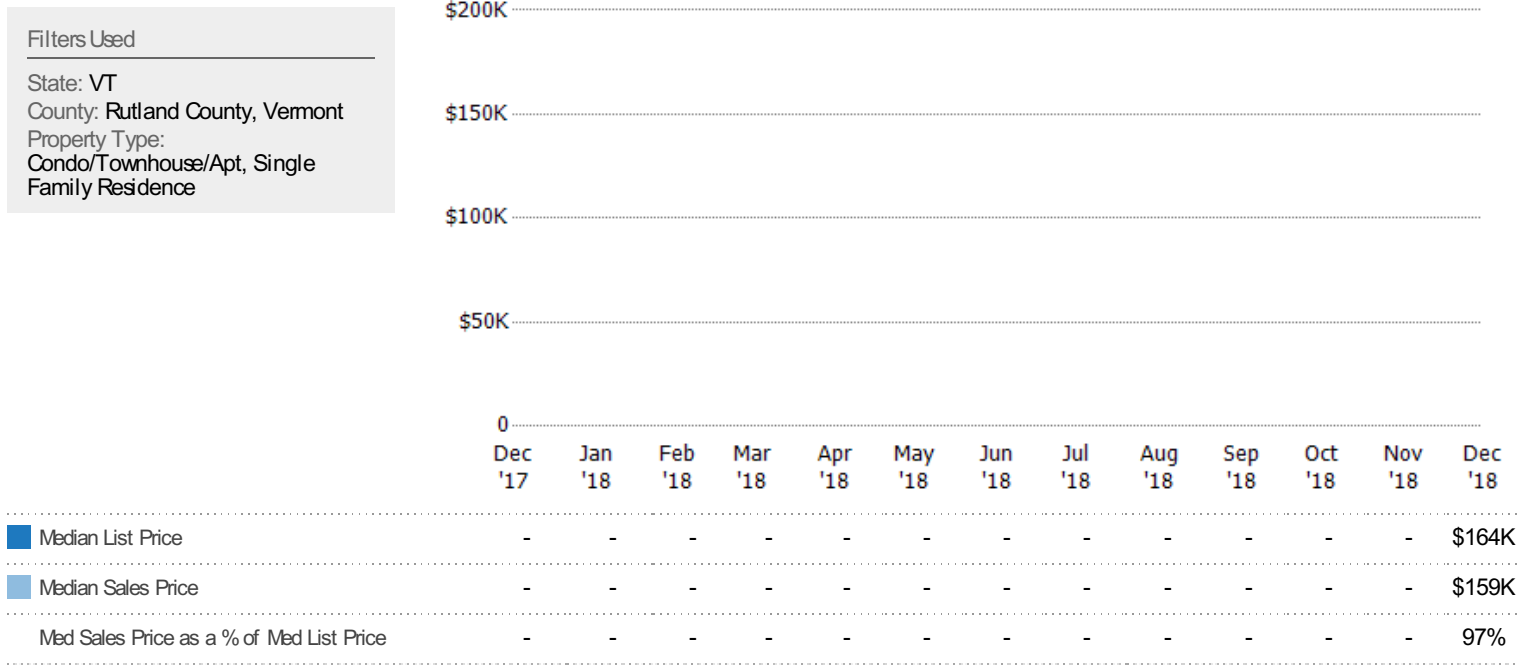 Filters Used
State: VT
County: Rutland County, Vermont
Property Type:
Condo/Townhouse/Apt, Single
Family Residence
$200K
$150K
$100K
$50K
0
Dec Jan Feb Mar Apr May Jun Jul Aug Sep Oct Nov Dec
'17 '18 '18 '18 '18 '18 '18 '18 '18 '18 '18 '18 '18
Median List Price - - - - - - - - - - - - $164K
Median Sales Price - - - - - - - - - - - - $159K
Med Sales Price as a % of Med List Price - - - - - - - - - - - - 97%